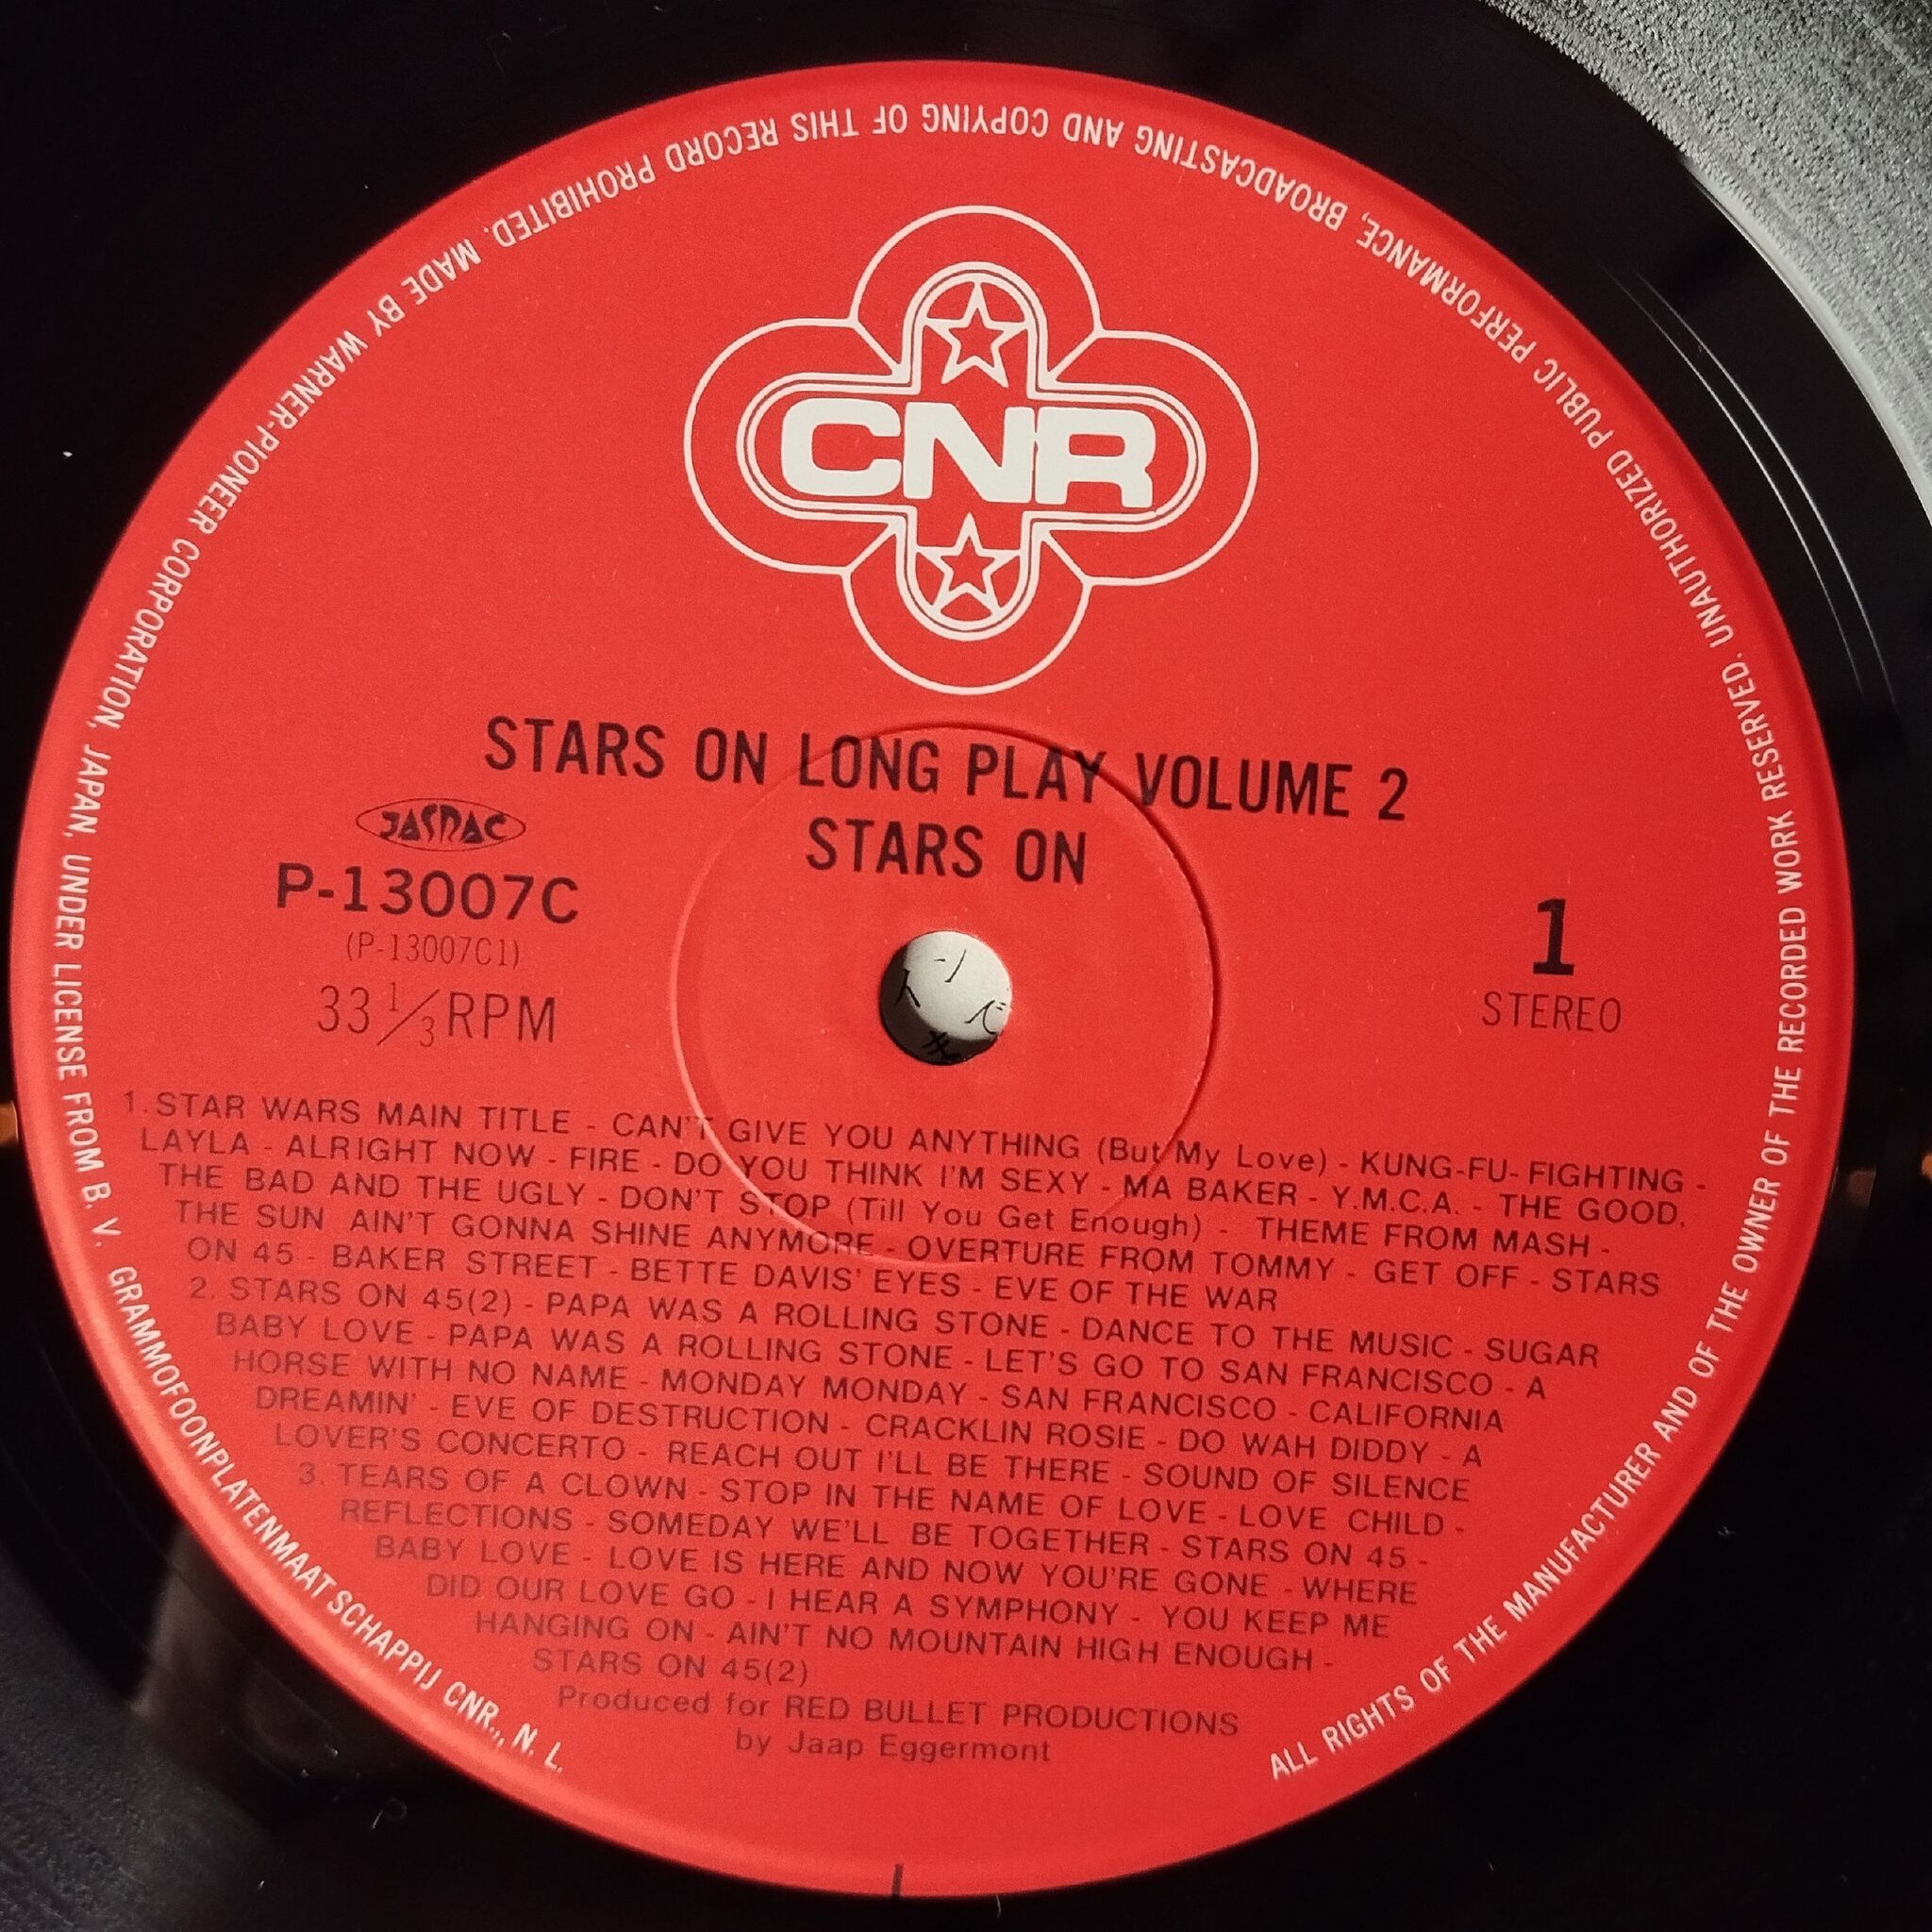 CNR
STARS ON LONG PLAY VOLUME 2
STARS ON
JASRAC
P-13007C
(P-13007C1)
33 1/3 RPM
1
STEREO
1. STAR WARS MAIN TITLE - CAN'T GIVE YOU ANYTHING (But My Love) - KUNG-FU- FIGHTING -
LAYLA - ALRIGHT NOW - FIRE - DO YOU THINK I'M SEXY - MA BAKER - Y.M.C.A. - THE GOOD,
THE BAD AND THE UGLY - DON'T STOP (Till You Get Enough) - THEME FROM MASH -
THE SUN AIN'T GONNA SHINE ANYMORE - OVERTURE FROM TOMMY - GET OFF - STARS
ON 45 - BAKER STREET - BETTE DAVIS' EYES - EVE OF THE WAR
2. STARS ON 45(2) - PAPA WAS A ROLLING STONE - DANCE TO THE MUSIC - SUGAR
BABY LOVE - PAPA WAS A ROLLING STONE - LET'S GO TO SAN FRANCISCO - A
HORSE WITH NO NAME - MONDAY MONDAY - SAN FRANCISCO - CALIFORNIA
DREAMIN' - EVE OF DESTRUCTION - CRACKLIN ROSIE - DO WAH DIDDY - A
LOVER'S CONCERTO - REACH OUT I'LL BE THERE - SOUND OF SILENCE
3. TEARS OF A CLOWN - STOP IN THE NAME OF LOVE - LOVE CHILD -
REFLECTIONS - SOMEDAY WE'LL BE TOGETHER - STARS ON 45 -
BABY LOVE - LOVE IS HERE AND NOW YOU'RE GONE - WHERE
DID OUR LOVE GO - I HEAR A SYMPHONY - YOU KEEP ME
HANGING ON - AIN'T NO MOUNTAIN HIGH ENOUGH -
STARS ON 45(2)
Produced for RED BULLET PRODUCTIONS
by Jaap Eggermont
ALL RIGHTS OF THE MANUFACTURER AND OF THE OWNER OF THE RECORDED WORK RESERVED. UNAUTHORIZED PUBLIC PERFORMANCE, BROADCASTING AND COPYING OF THIS RECORD PROHIBITED. MADE BY WARNER-PIONEER CORPORATION, JAPAN, UNDER LICENSE FROM B. V. GRAMMOFOONPLATENMAATSCHAPPIJ CNR., N. L.